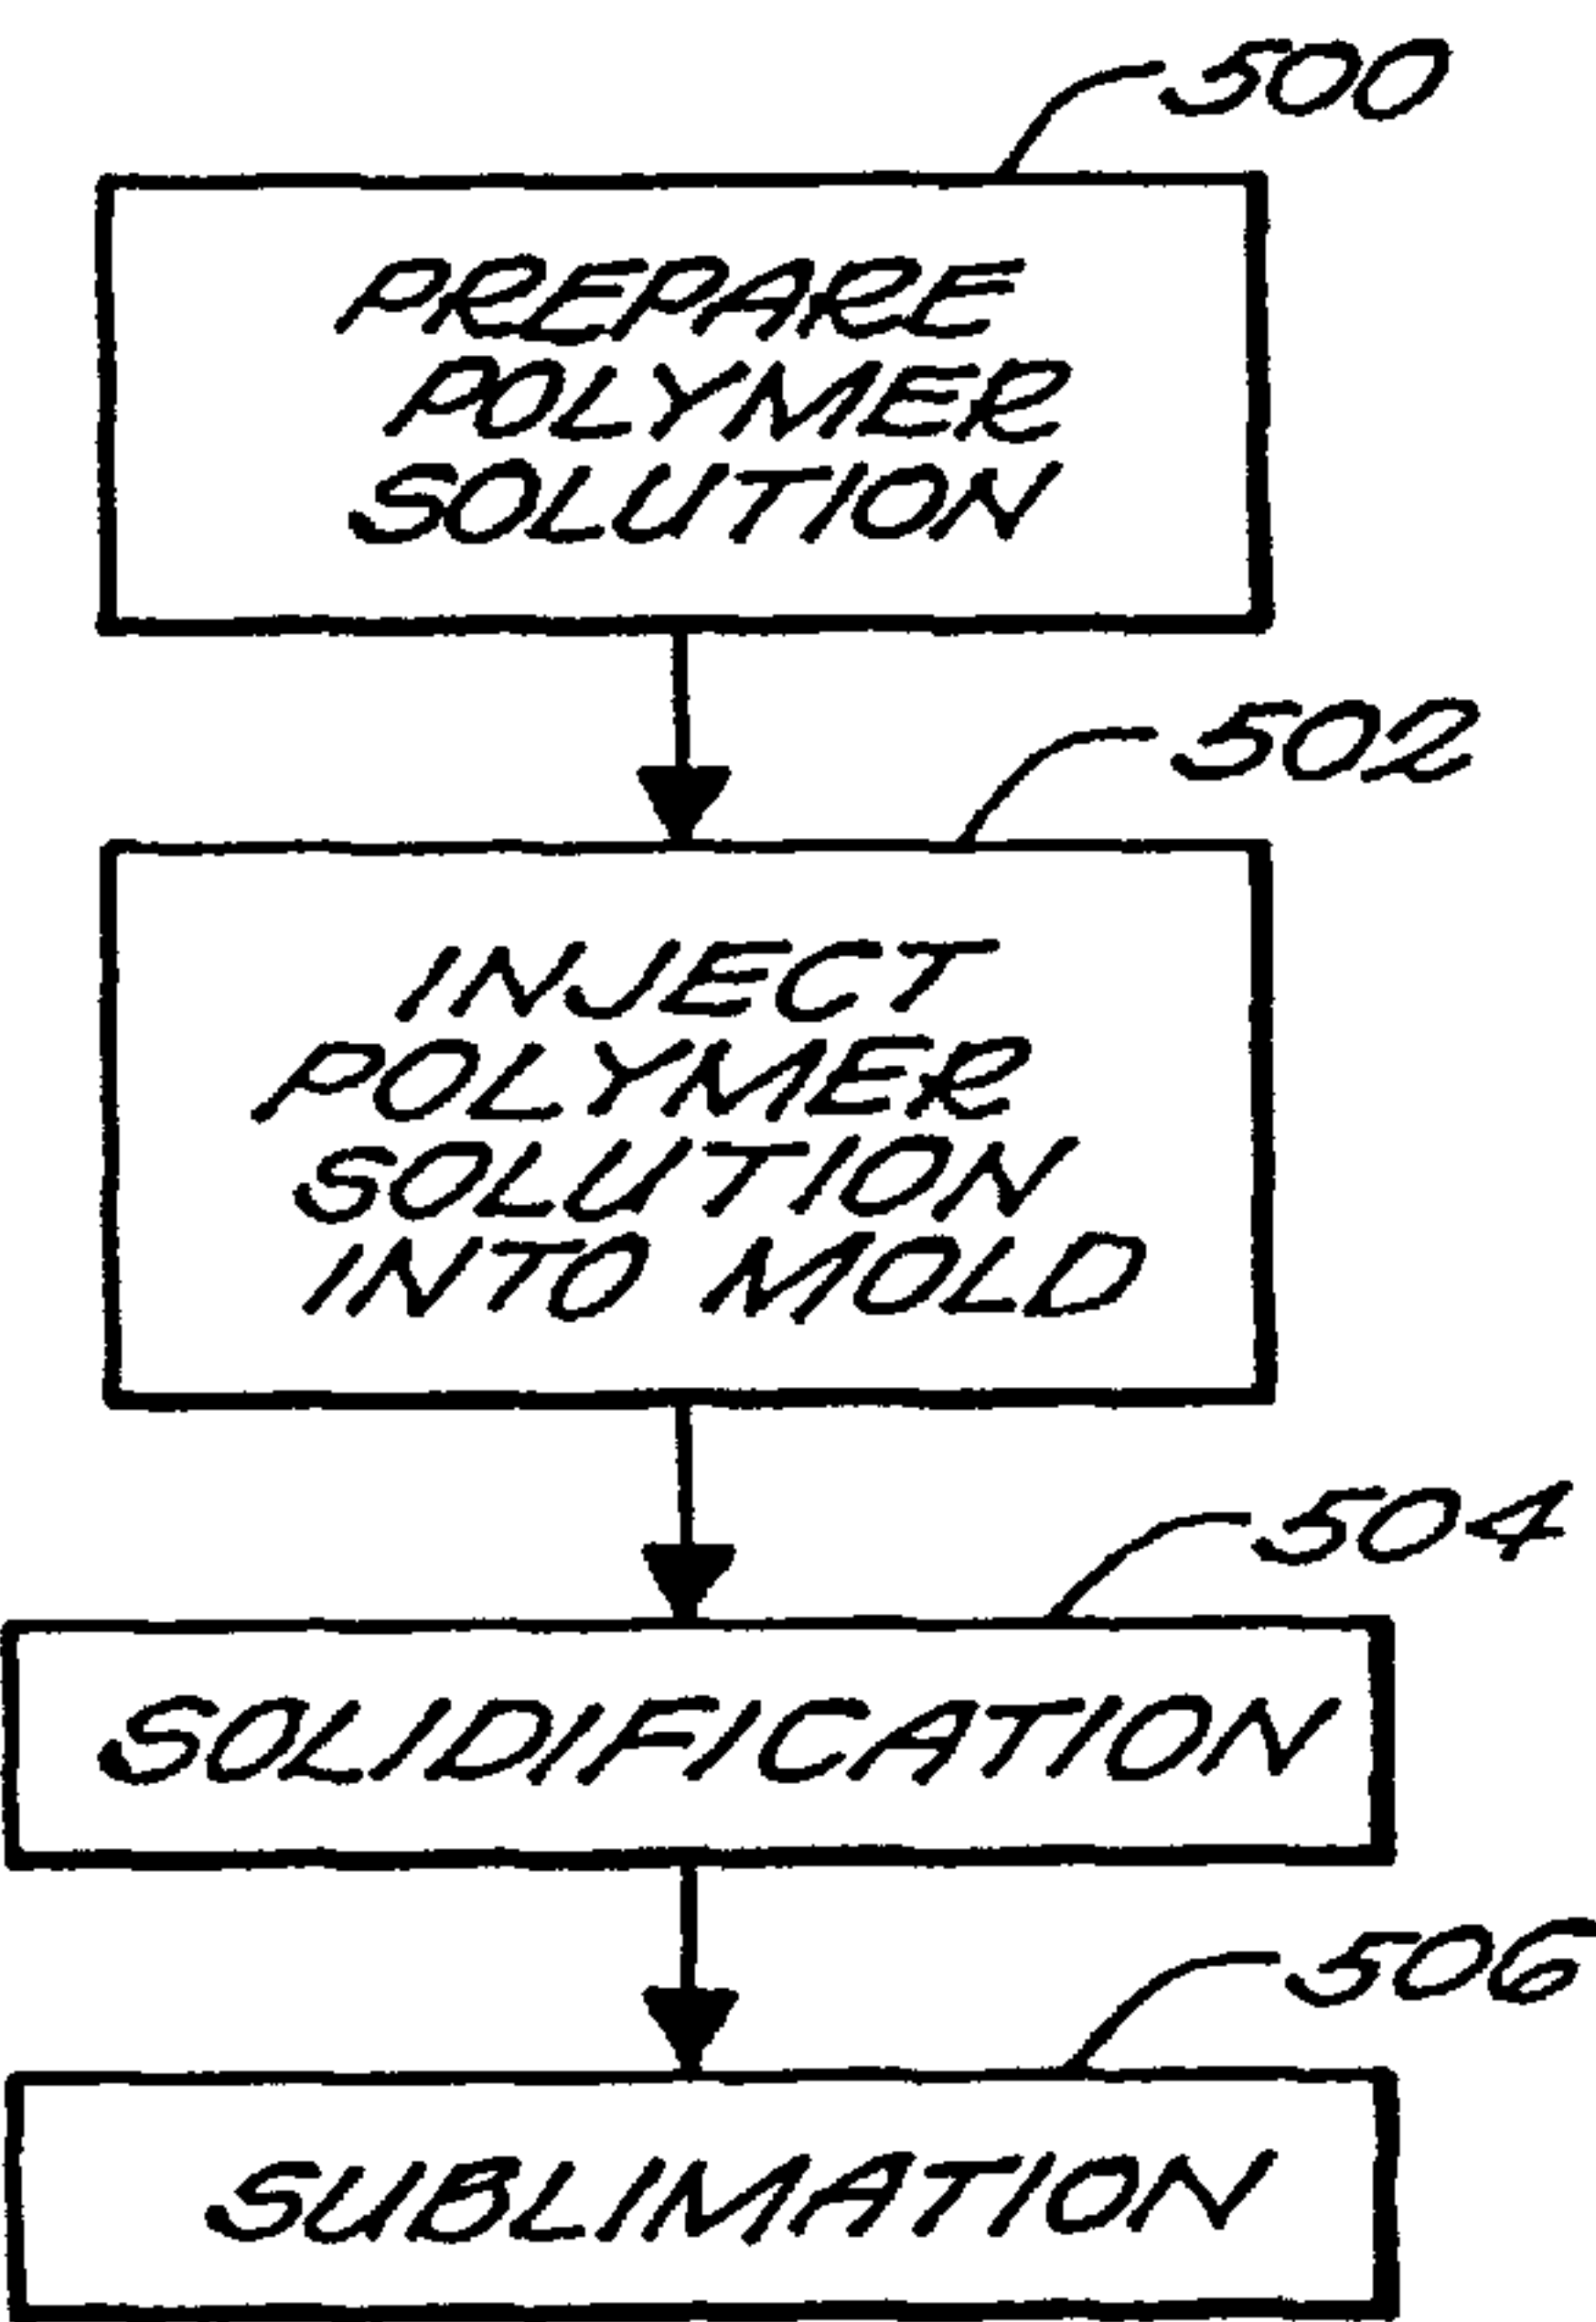 500
PREPARE
POLYMER
SOLUTION
502
INJECT
POLYMER
SOLUTION
INTO MOLD
504
SOLIDIFICATION
506
SUBLIMATION